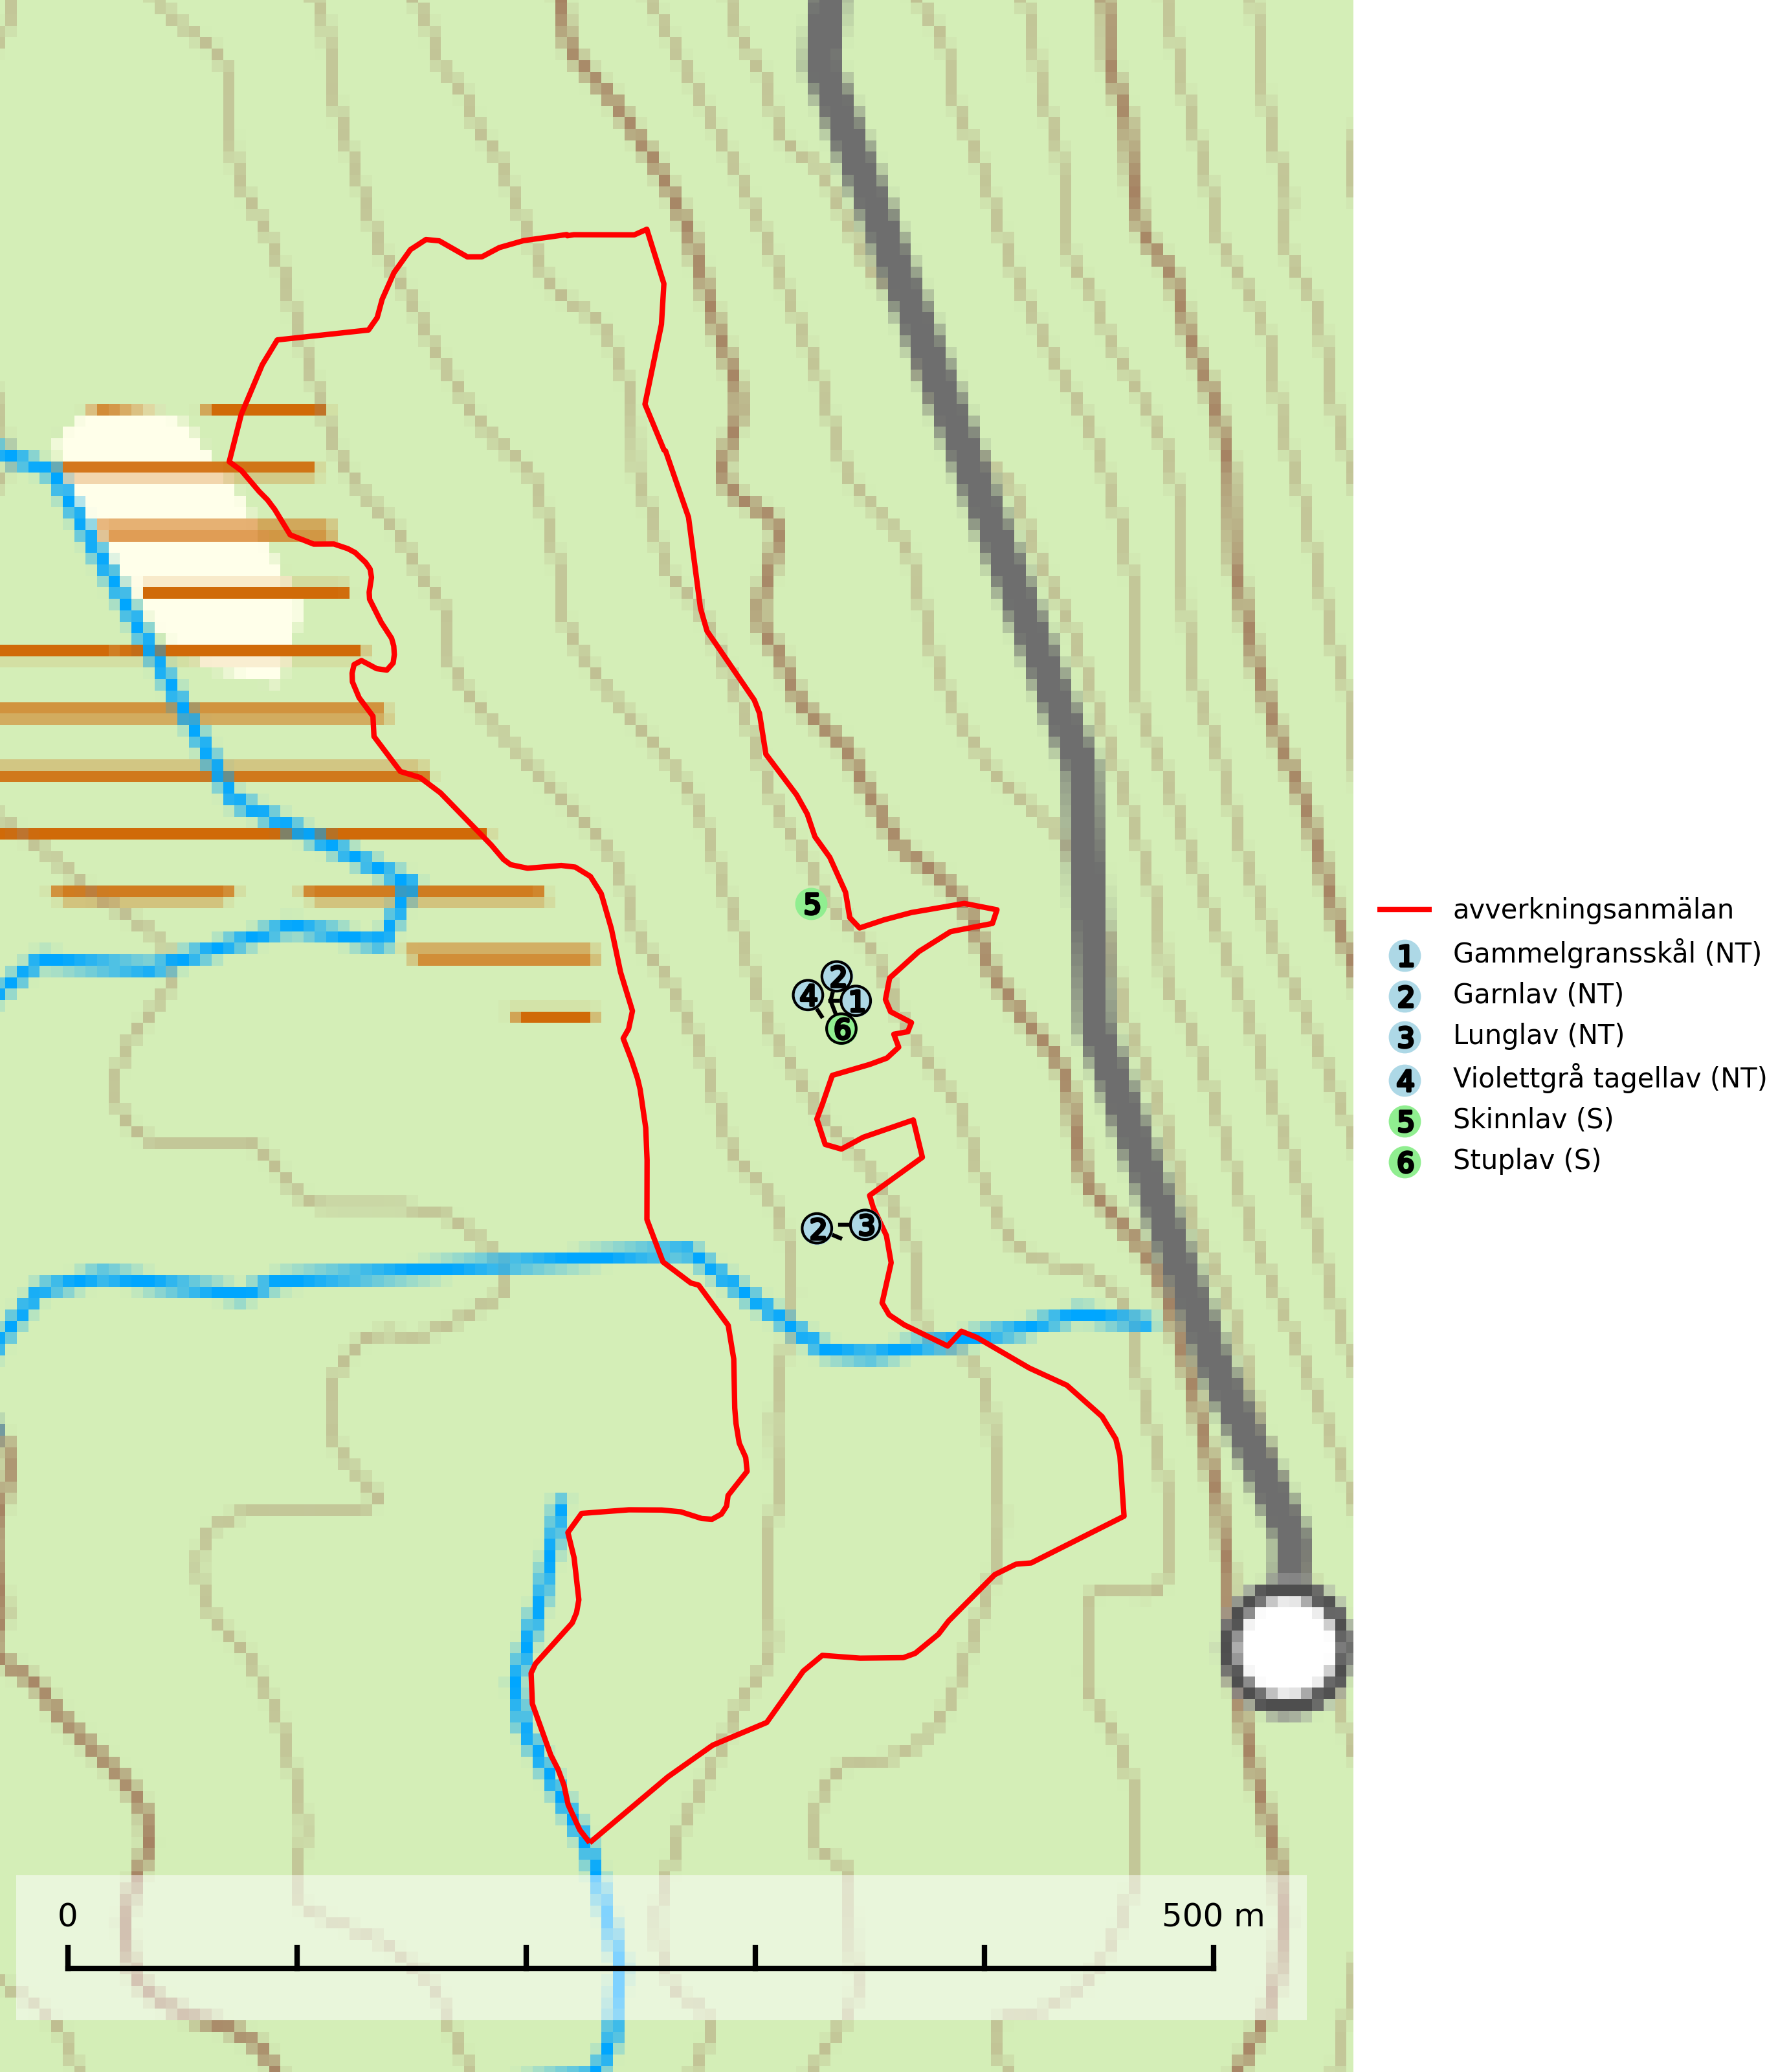 5
2
4
1
6
2
3
0
500 m
avverkningsanmälan
1 Gammelgransskål (NT)
2 Garnlav (NT)
3 Lunglav (NT)
4 Violettgrå tagellav (NT)
5 Skinnlav (S)
6 Stuplav (S)